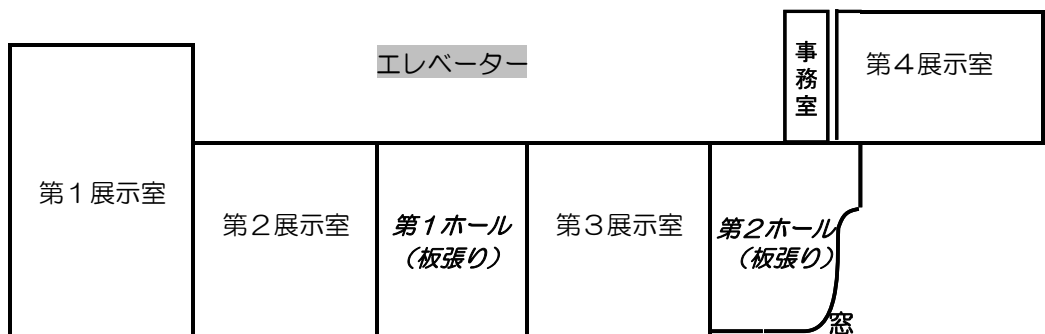 エレベーター
事務室
第４展示室
第１展示室
第２展示室
第１ホール
（板張り）
第３展示室
第２ホール
（板張り）
窓